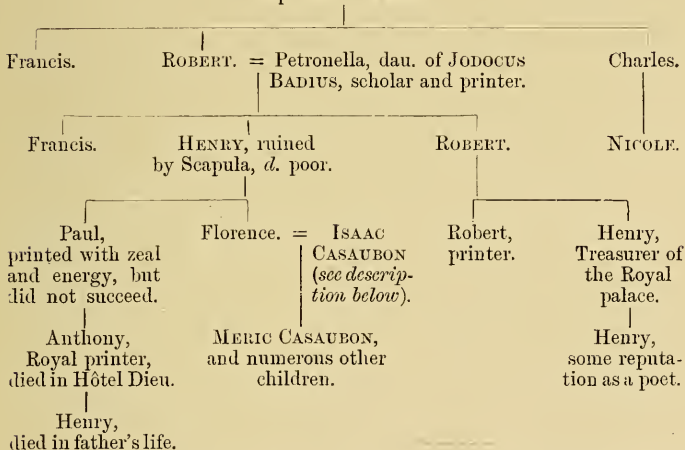 Francis.
ROBERT. = Petronella, dau. of JODOCUS
BADIUS, scholar and printer.
Charles.
Francis.
HENRY, ruined
by Scapula, d. poor.
ROBERT.
NICOLE.
Paul,
printed with zeal
and energy, but
did not succeed.
Florence. = ISAAC
CASAUBON
(see descrip-
tion below).
Robert,
printer.
Henry,
Treasurer of
the Royal
palace.
Anthony,
Royal printer,
died in Hôtel Dieu.
MERIC CASAUBON,
and numerous other
children.
Henry,
some reputa-
tion as a poet.
Henry,
died in father's life.